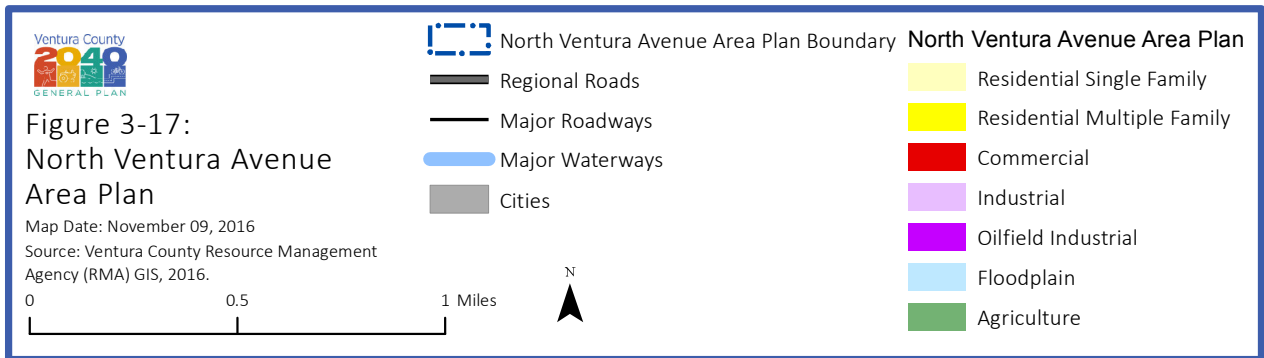 Ventura County
2040
GENERAL PLAN
Figure 3-17:
North Ventura Avenue
Area Plan
Map Date: November 09, 2016
Source: Ventura County Resource Management
Agency (RMA) GIS, 2016.
0 0.5 1 Miles
North Ventura Avenue Area Plan Boundary
Regional Roads
Major Roadways
Major Waterways
Cities
N
North Ventura Avenue Area Plan
Residential Single Family
Residential Multiple Family
Commercial
Industrial
Oilfield Industrial
Floodplain
Agriculture